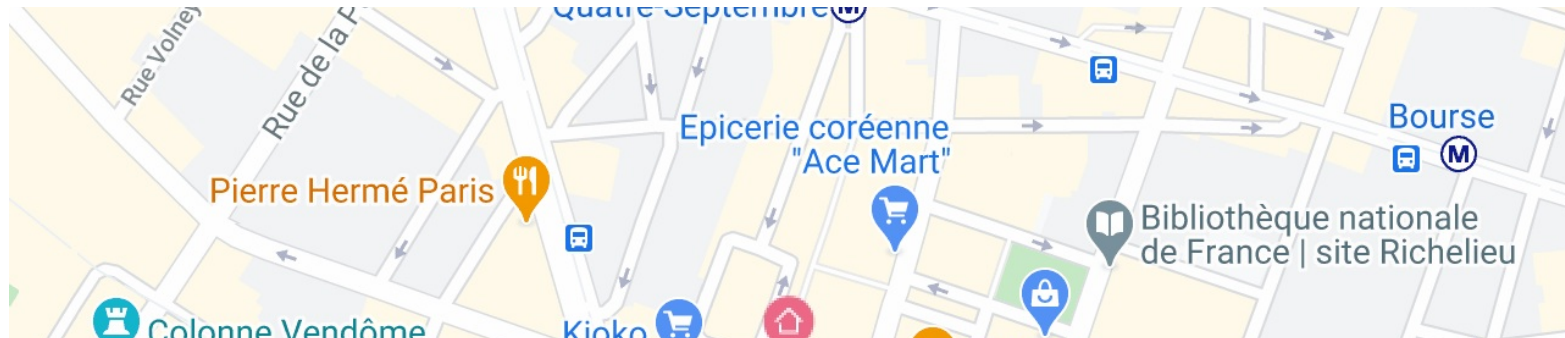 Quatre-Septembre M
Rue Volney
Rue de la P
Epicerie coréenne
"Ace Mart"
Bourse
M
Pierre Hermé Paris
Bibliothèque nationale
de France | site Richelieu
Colonne Vendôme
Kioko